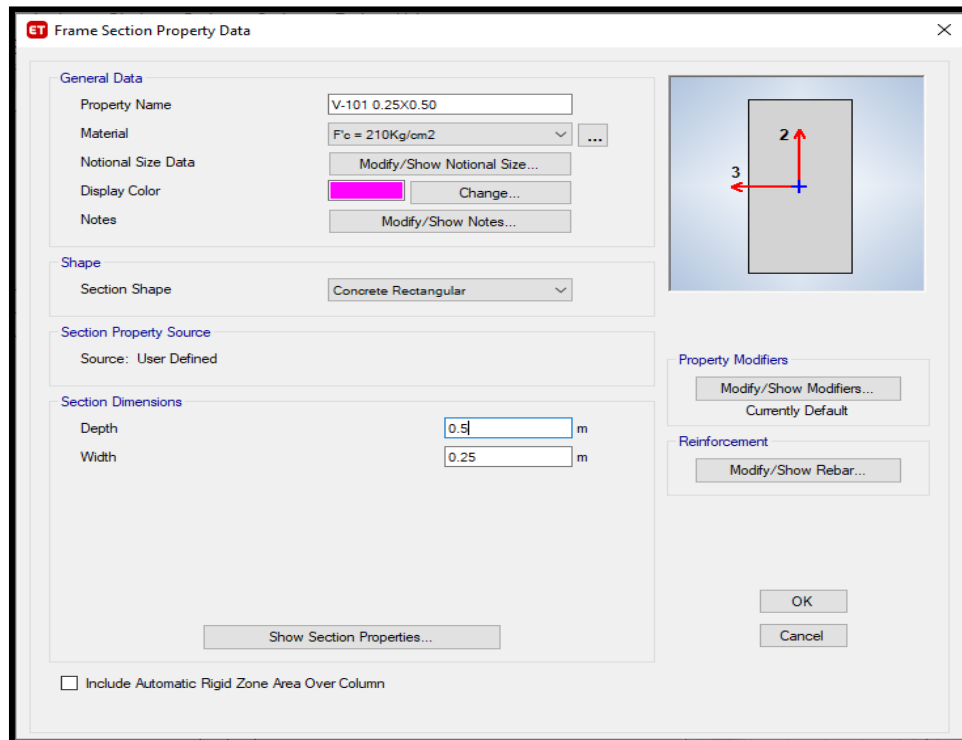 ET Frame Section Property Data
General Data
Property Name V-101 0.25X0.50
Material F'c = 210Kg/cm2 ...
Notional Size Data Modify/Show Notional Size...
Display Color Change...
Notes Modify/Show Notes...
2
3
Shape
Section Shape Concrete Rectangular
Section Property Source
Source: User Defined
Property Modifiers
Modify/Show Modifiers...
Currently Default
Section Dimensions
Depth 0.5 m
Width 0.25 m
Reinforcement
Modify/Show Rebar...
Show Section Properties...
OK
Cancel
Include Automatic Rigid Zone Area Over Column